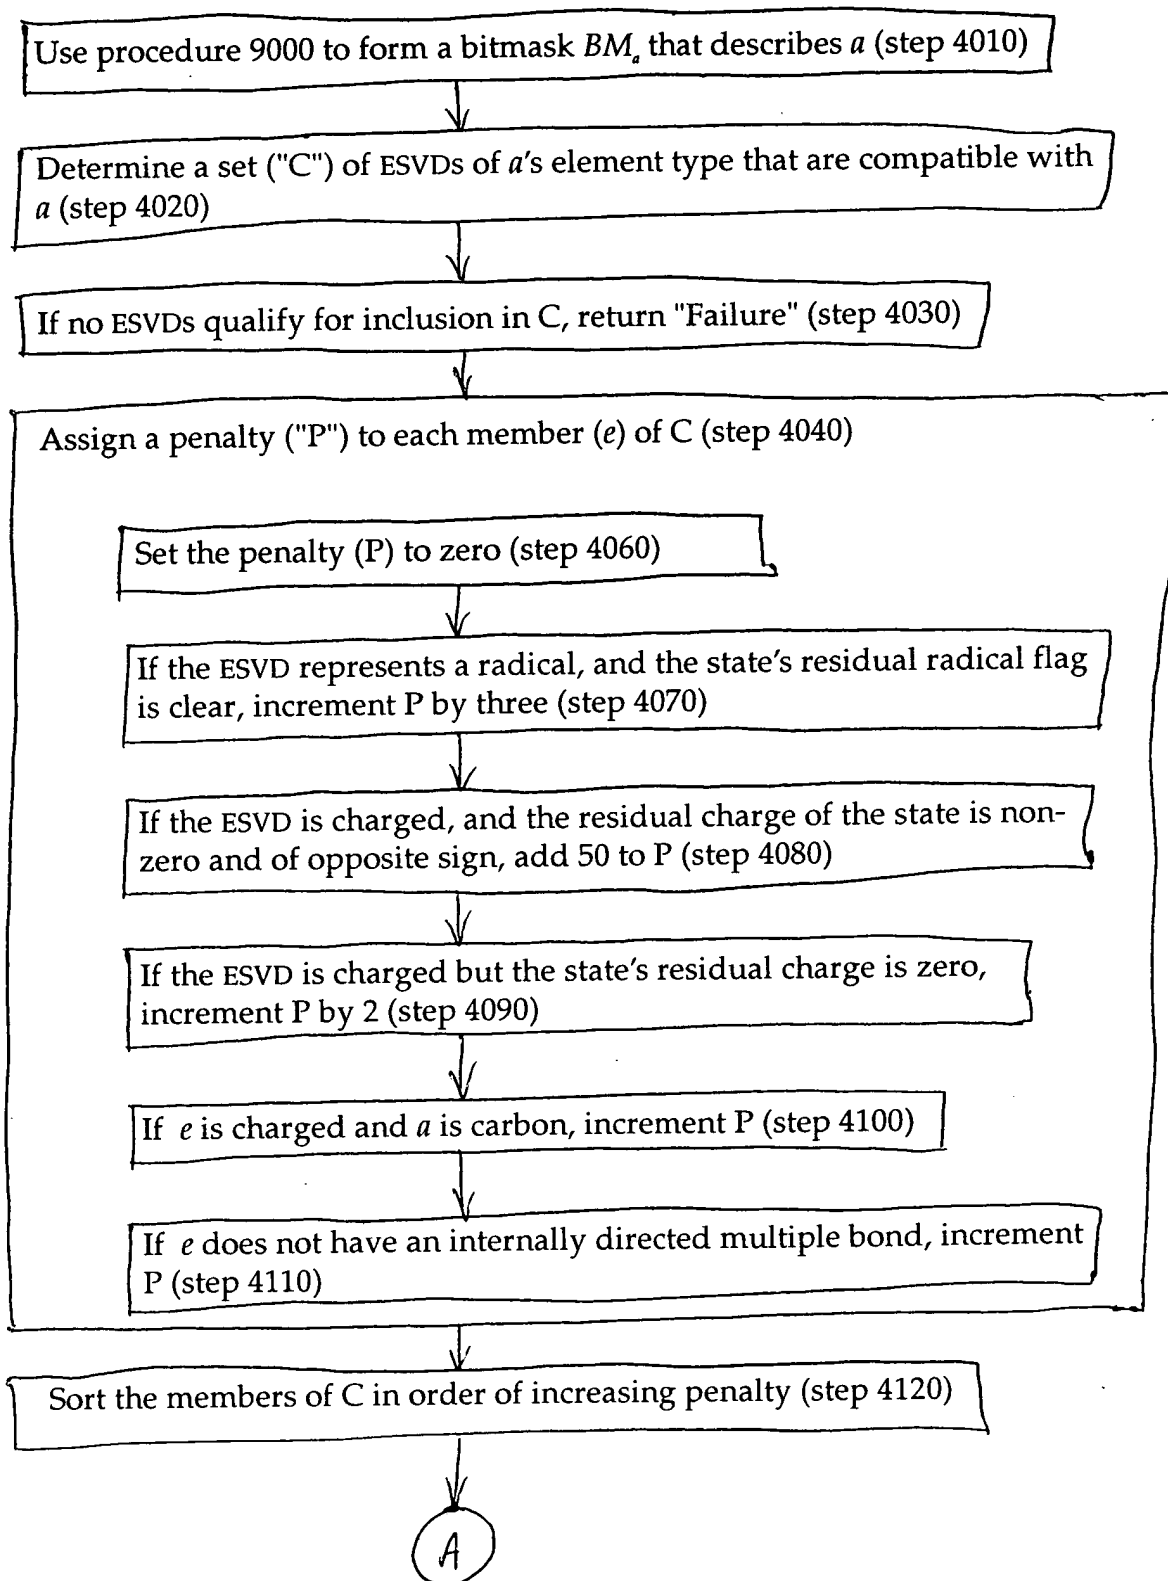 Use procedure 9000 to form a bitmask BMa that describes a (step 4010)
Determine a set ("C") of ESVDs of a's element type that are compatible with
a (step 4020)
If no ESVDs qualify for inclusion in C, return "Failure" (step 4030)
Assign a penalty ("P") to each member (e) of C (step 4040)
Set the penalty (P) to zero (step 4060)
If the ESVD represents a radical, and the state's residual radical flag
is clear, increment P by three (step 4070)
If the ESVD is charged, and the residual charge of the state is non-
zero and of opposite sign, add 50 to P (step 4080)
If the ESVD is charged but the state's residual charge is zero,
increment P by 2 (step 4090)
If e is charged and a is carbon, increment P (step 4100)
If e does not have an internally directed multiple bond, increment
P (step 4110)
Sort the members of C in order of increasing penalty (step 4120)
A